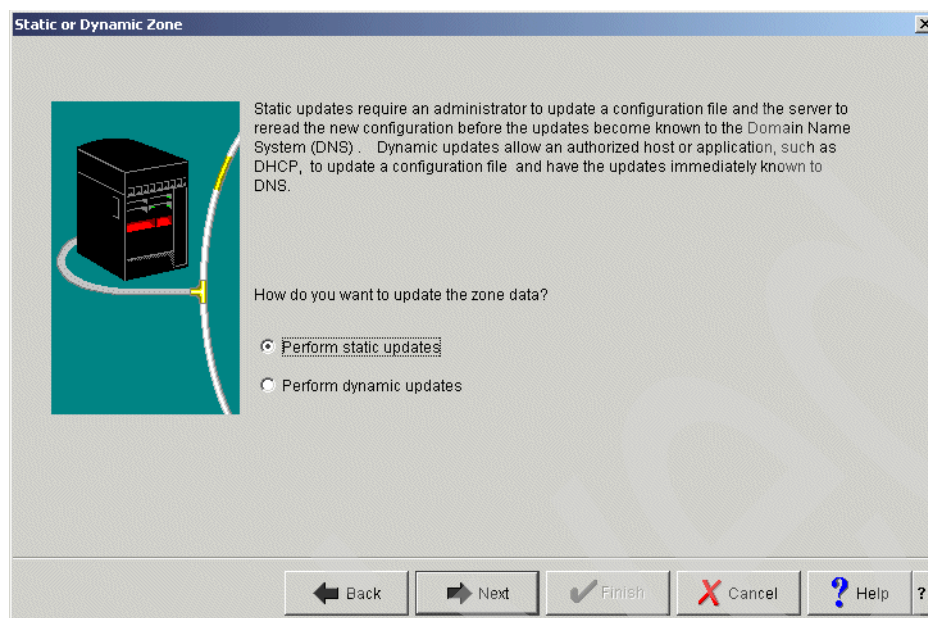 Static or Dynamic Zone
Static updates require an administrator to update a configuration file and the server to
reread the new configuration before the updates become known to the Domain Name
System (DNS) .   Dynamic updates allow an authorized host or application, such as
DHCP,  to update a configuration file  and have the updates immediately known to
DNS.
How do you want to update the zone data?
Perform static updates
Perform dynamic updates
Back
Next
Finish
Cancel
? Help
?